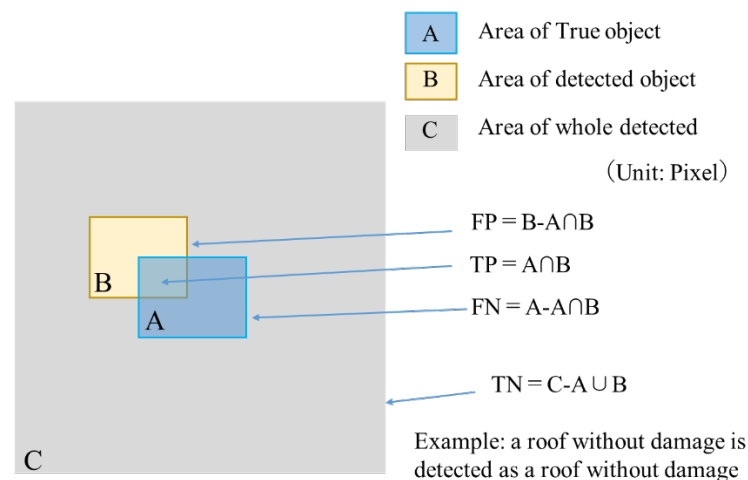 A Area of True object
B Area of detected object
C Area of whole detected
(Unit: Pixel)
FP = B-A∩B
TP = A∩B
B
FN = A-A∩B
A
TN = C-A∪B
Example: a roof without damage is
detected as a roof without damage
C